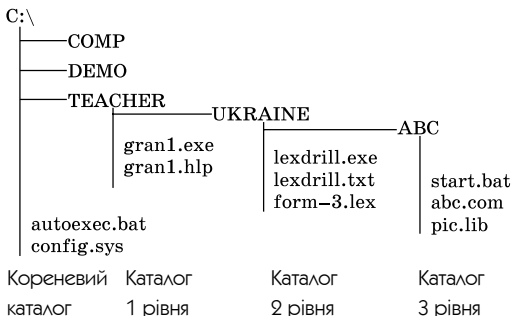 C:\
COMP
DEMO
TEACHER
UKRAINE
ABC
gran1.exe
gran1.hlp
lexdrill.exe
lexdrill.txt
form-3.lex
start.bat
abc.com
pic.lib
autoexec.bat
config.sys
Кореневий каталог
Каталог 1 рівня
Каталог 2 рівня
Каталог 3 рівня